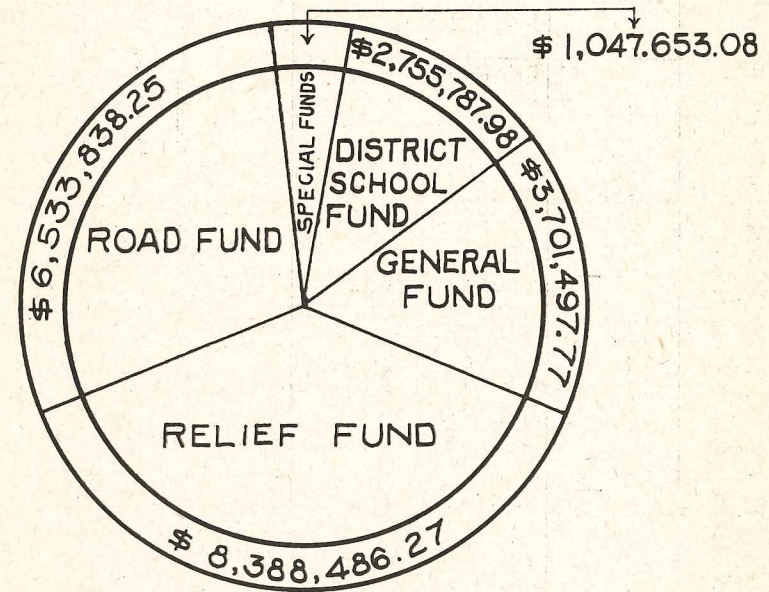 $ 1,047.653.08
SPECIAL FUNDS
$2,755,787.98
DISTRICT
SCHOOL
FUND
$3,701,497.77
GENERAL
FUND
$ 8,388,486.27
RELIEF FUND
$ 6,533,838.25
ROAD FUND